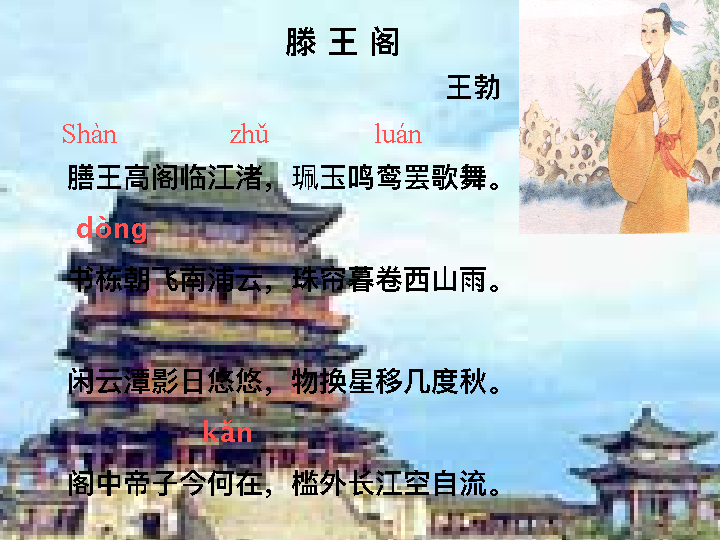 滕王阁
王勃
Shàn zhǔ luán
膳王高阁临江渚，珮玉鸣鸾罢歌舞。
dòng
书栋朝飞南浦云，珠帘暮卷西山雨。
闲云潭影日悠悠，物换星移几度秋。
kǎn
阁中帝子今何在，槛外长江空自流。